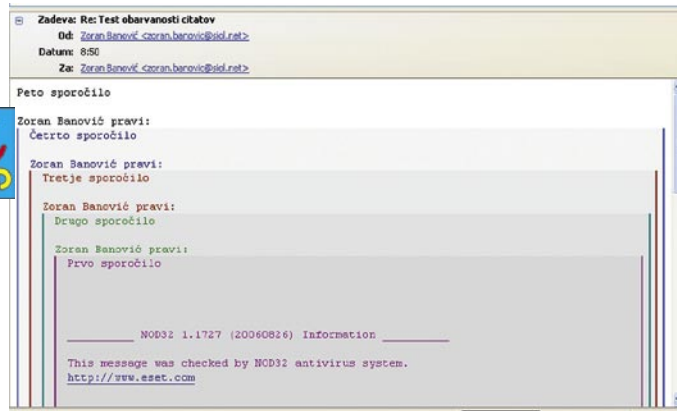 Zadeva: Re: Test obarvanosti citatov
Od: Zoran Banović <zoran.banovic@siol.net>
Datum: 8:50
Za: Zoran Banović <zoran.banovic@siol.net>
Peto sporočilo
Zoran Banović pravi:
Četrto sporočilo
Zoran Banović pravi:
Tretje sporočilo
Zoran Banović pravi:
Drugo sporočilo
Zoran Banović pravi:
Prvo sporočilo
__________ NOD32 1.1727 (20060826) Information __________
This message was checked by NOD32 antivirus system.
http://www.eset.com